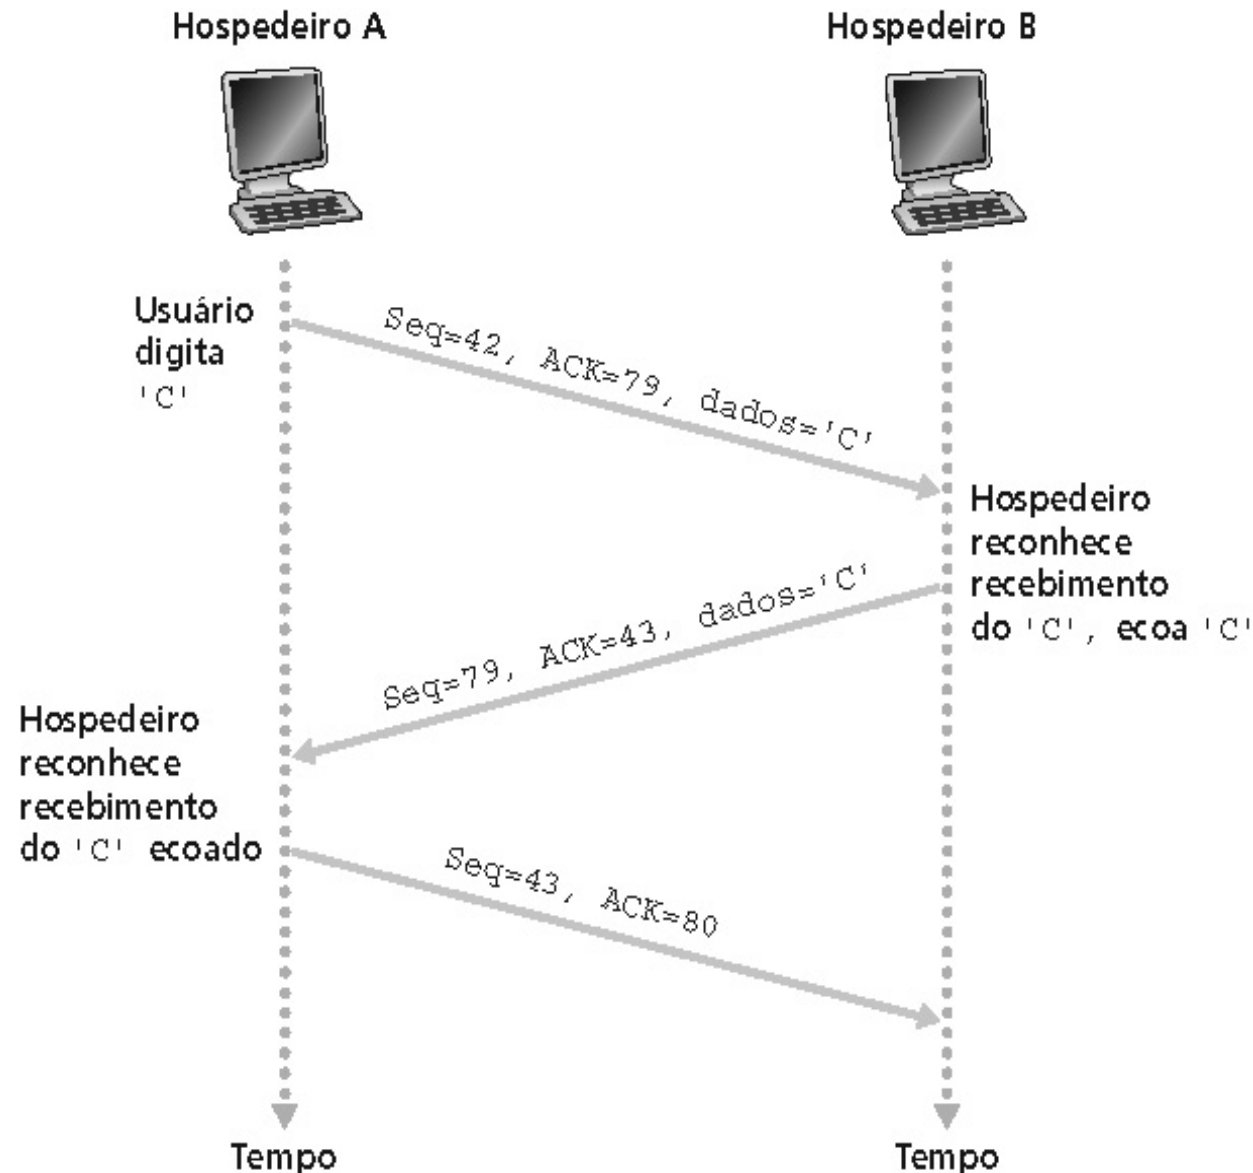 Hospedeiro A
Hospedeiro B
Usuário
digita
'C'
Seq=42, ACK=79, dados='C'
Hospedeiro
reconhece
recebimento
do 'C', ecoa 'C'
Seq=79, ACK=43, dados='C'
Hospedeiro
reconhece
recebimento
do 'C' ecoado
Seq=43, ACK=80
Tempo
Tempo